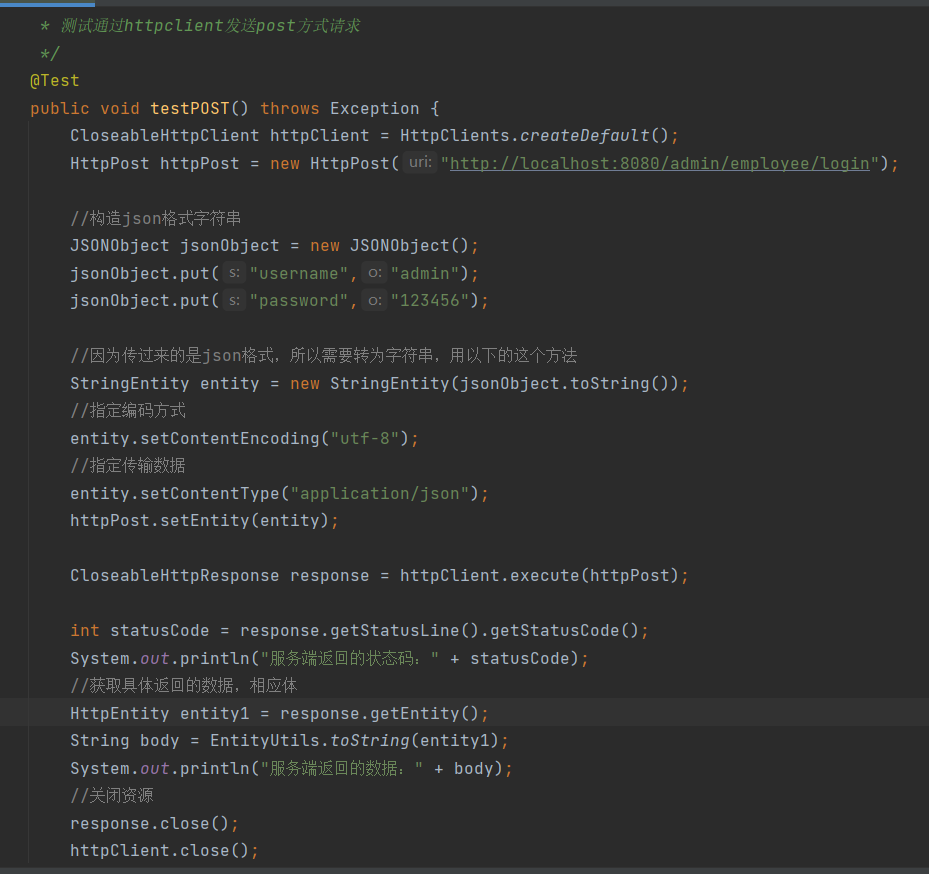 * 测试通过httpclient发送post方式请求
*/
@Test
public void testPOST() throws Exception {
CloseableHttpClient httpClient = HttpClients.createDefault();
HttpPost httpPost = new HttpPost( uri: "http://localhost:8080/admin/employee/login");
//构造json格式字符串
JSONObject jsonObject = new JSONObject();
jsonObject.put( s: "username", o: "admin");
jsonObject.put( s: "password", o: "123456");
//因为传过来的是json格式，所以需要转为字符串，用以下的这个方法
StringEntity entity = new StringEntity(jsonObject.toString());
//指定编码方式
entity.setContentEncoding("utf-8");
//指定传输数据
entity.setContentType("application/json");
httpPost.setEntity(entity);
CloseableHttpResponse response = httpClient.execute(httpPost);
int statusCode = response.getStatusLine().getStatusCode();
System.out.println("服务端返回的状态码：" + statusCode);
//获取具体返回的数据，相应体
HttpEntity entity1 = response.getEntity();
String body = EntityUtils.toString(entity1);
System.out.println("服务端返回的数据：" + body);
//关闭资源
response.close();
httpClient.close();